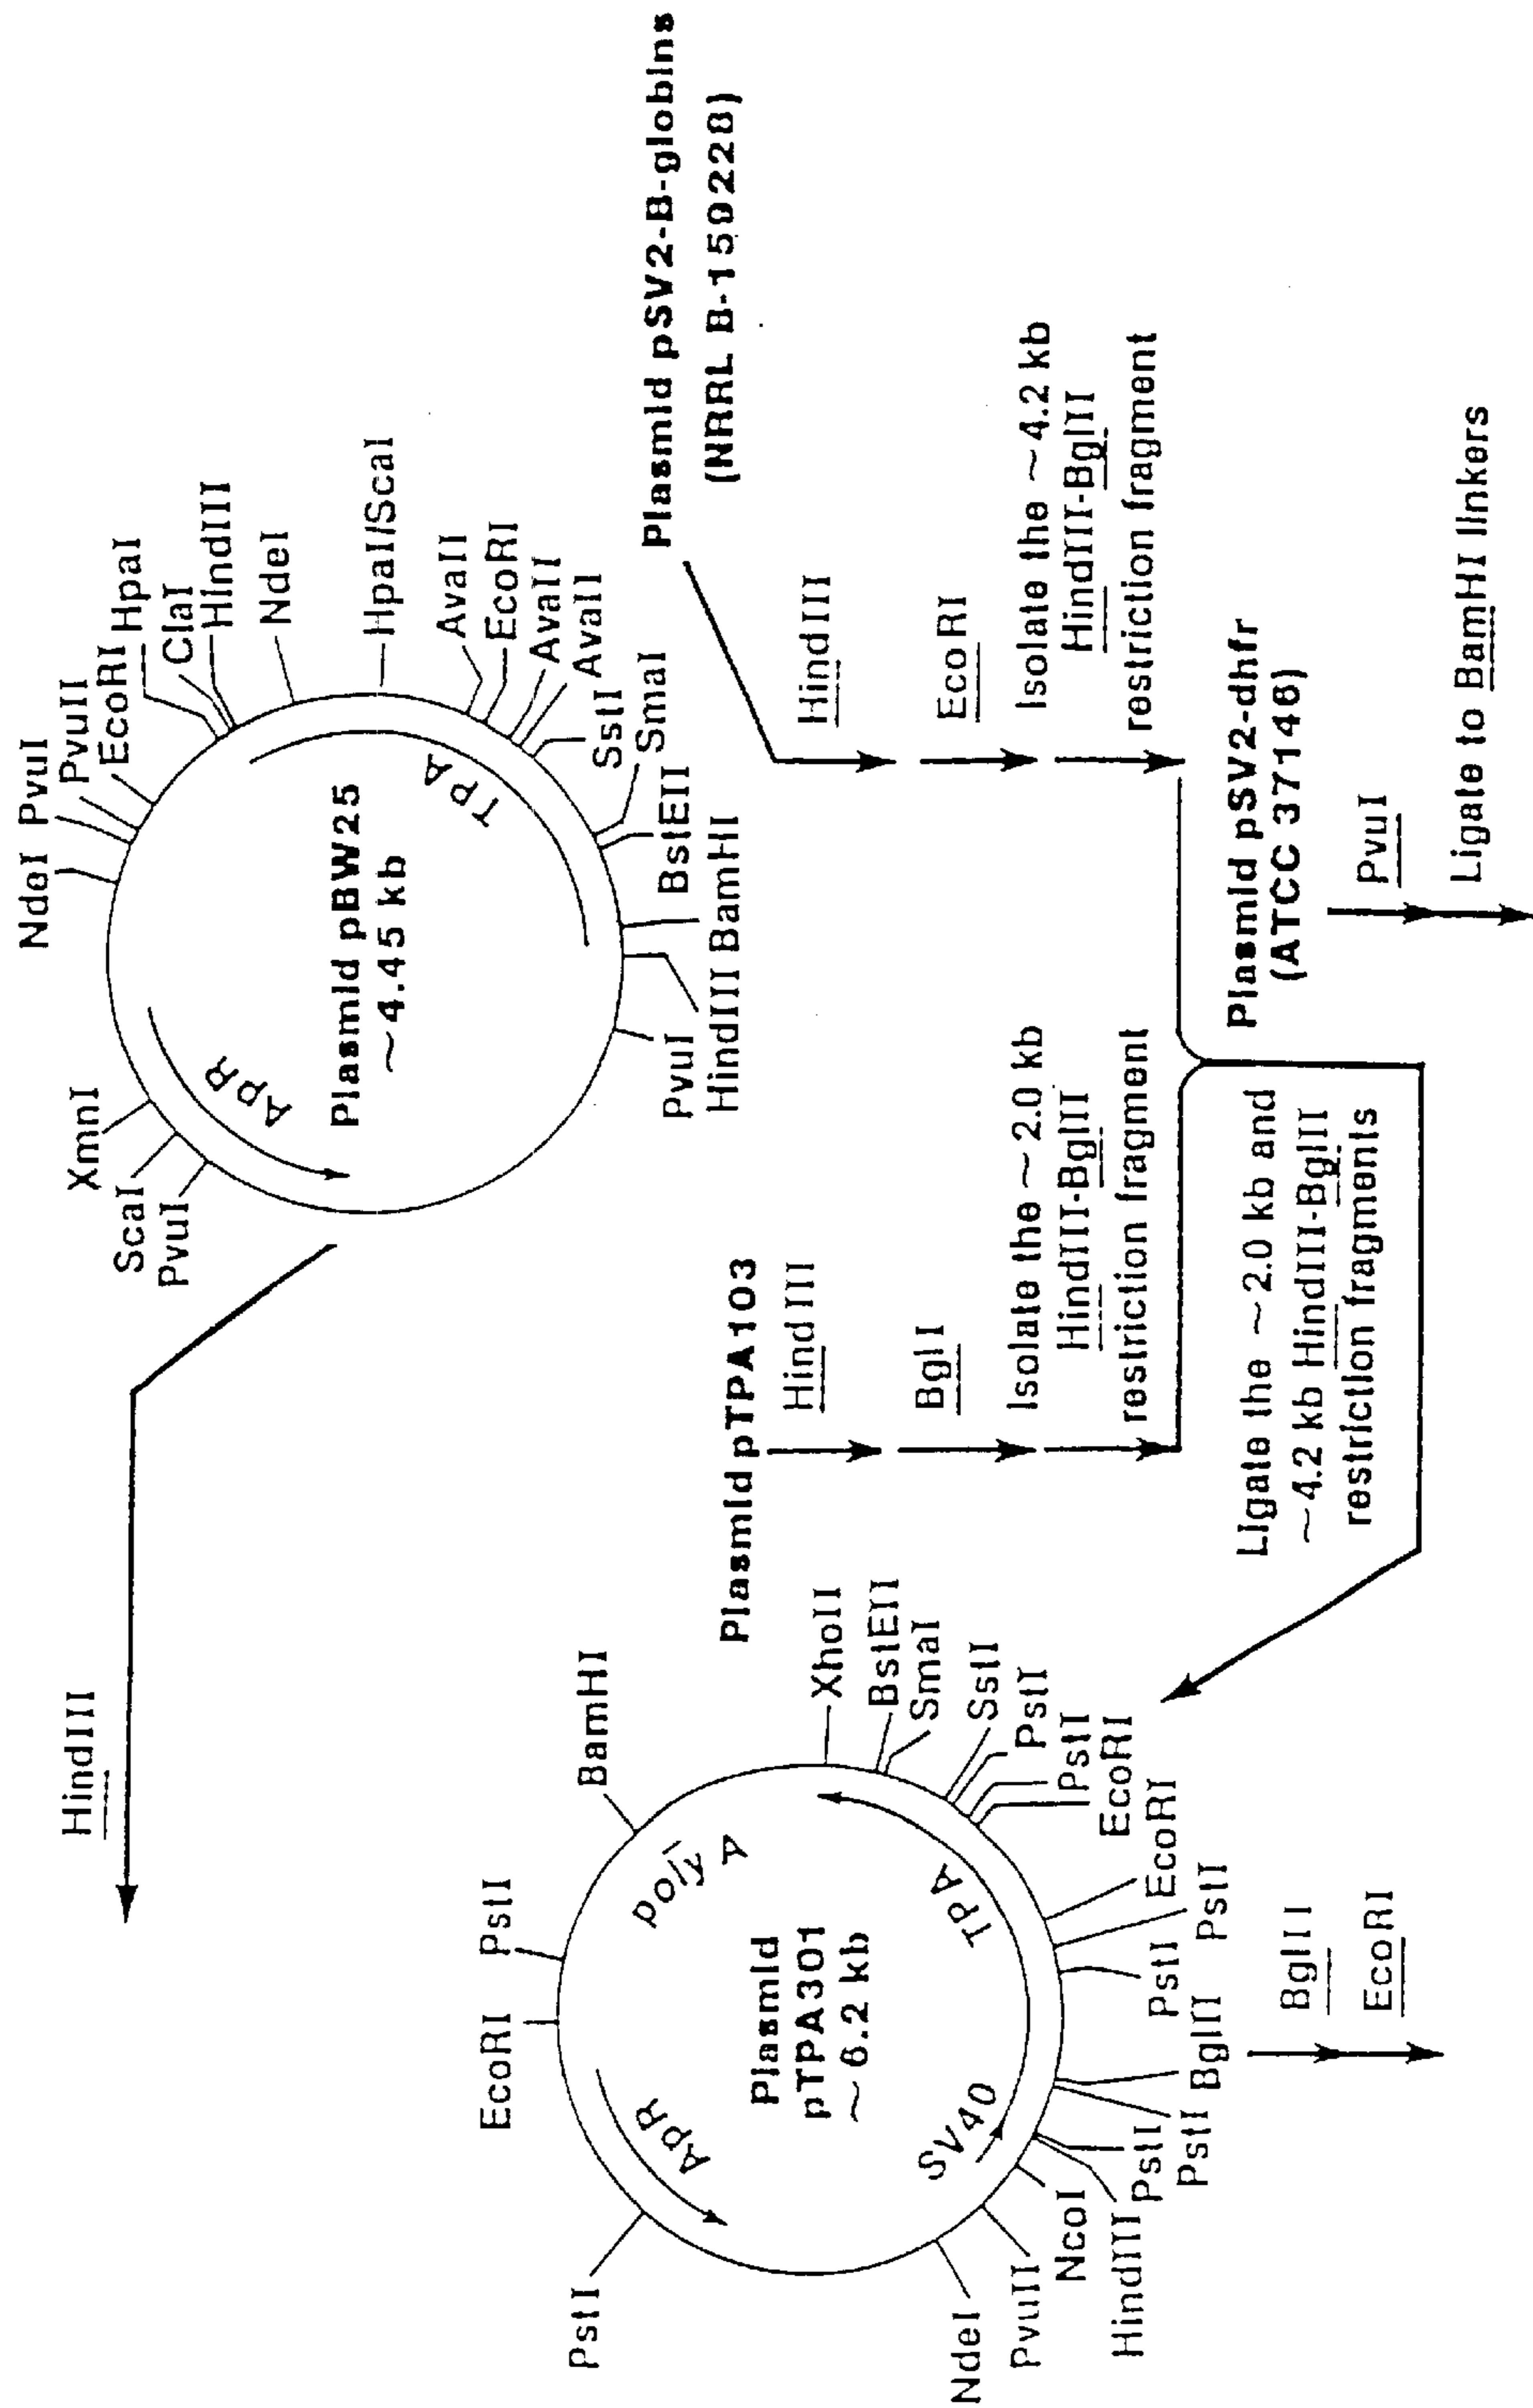 HindIII
XmnI
ScaI
PvuI
NdeI
PvuI
PvuII
EcoRI
HpaI
ClaI
HindIII
NdeI
HpaI/ScaI
AvaII
EcoRI
AvaII
AvaII
SstI
SmaI
BstEII
BamHI
HindIII
PvuI
ApR
TPA
Plasmid pBW25
~4.45 kb
EcoRI
PstI
BamHI
XhoII
BstEII
SmaI
SstI
PstI
PstI
EcoRI
EcoRI
PstI
PstI
BglII
PstI
PstI
HindIII
NcoI
PvuII
NdeI
PstI
ApR
poly
A
TPA
SV40
Plasmid
pTPA301
~6.2 kb
BglII
EcoRI
Plasmid pTPA103
HindIII
BglI
Isolate the ~2.0 kb
HindIII-BglII
restriction fragment
Plasmid pSV2-B-globins
(NRRL B-159228)
HindIII
EcoRI
Isolate the ~4.2 kb
HindIII-BglII
restriction fragment
Ligate the ~2.0 kb and
~4.2 kb HindIII-BglII
restriction fragments
Plasmid pSV2-dhfr
(ATCC 37146)
PvuI
Ligate to BamHI linkers